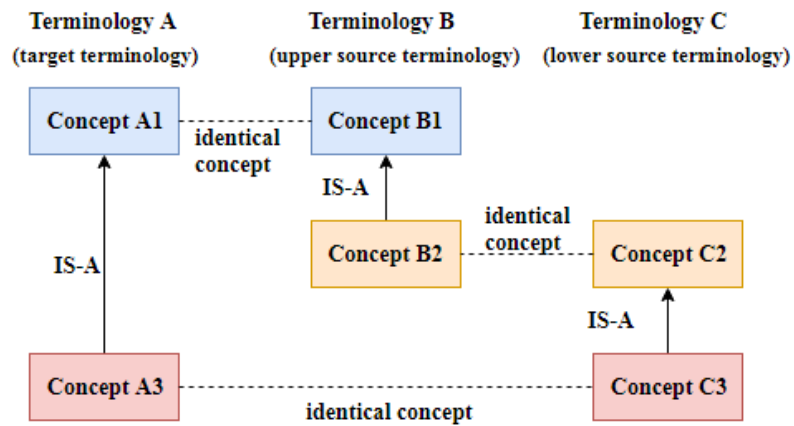 Terminology A
Terminology B
Terminology C
(target terminology)
(upper source terminology)
(lower source terminology)
Concept A1
identical
concept
Concept B1
IS-A
IS-A
Concept B2
identical
concept
Concept C2
IS-A
Concept A3
identical concept
Concept C3